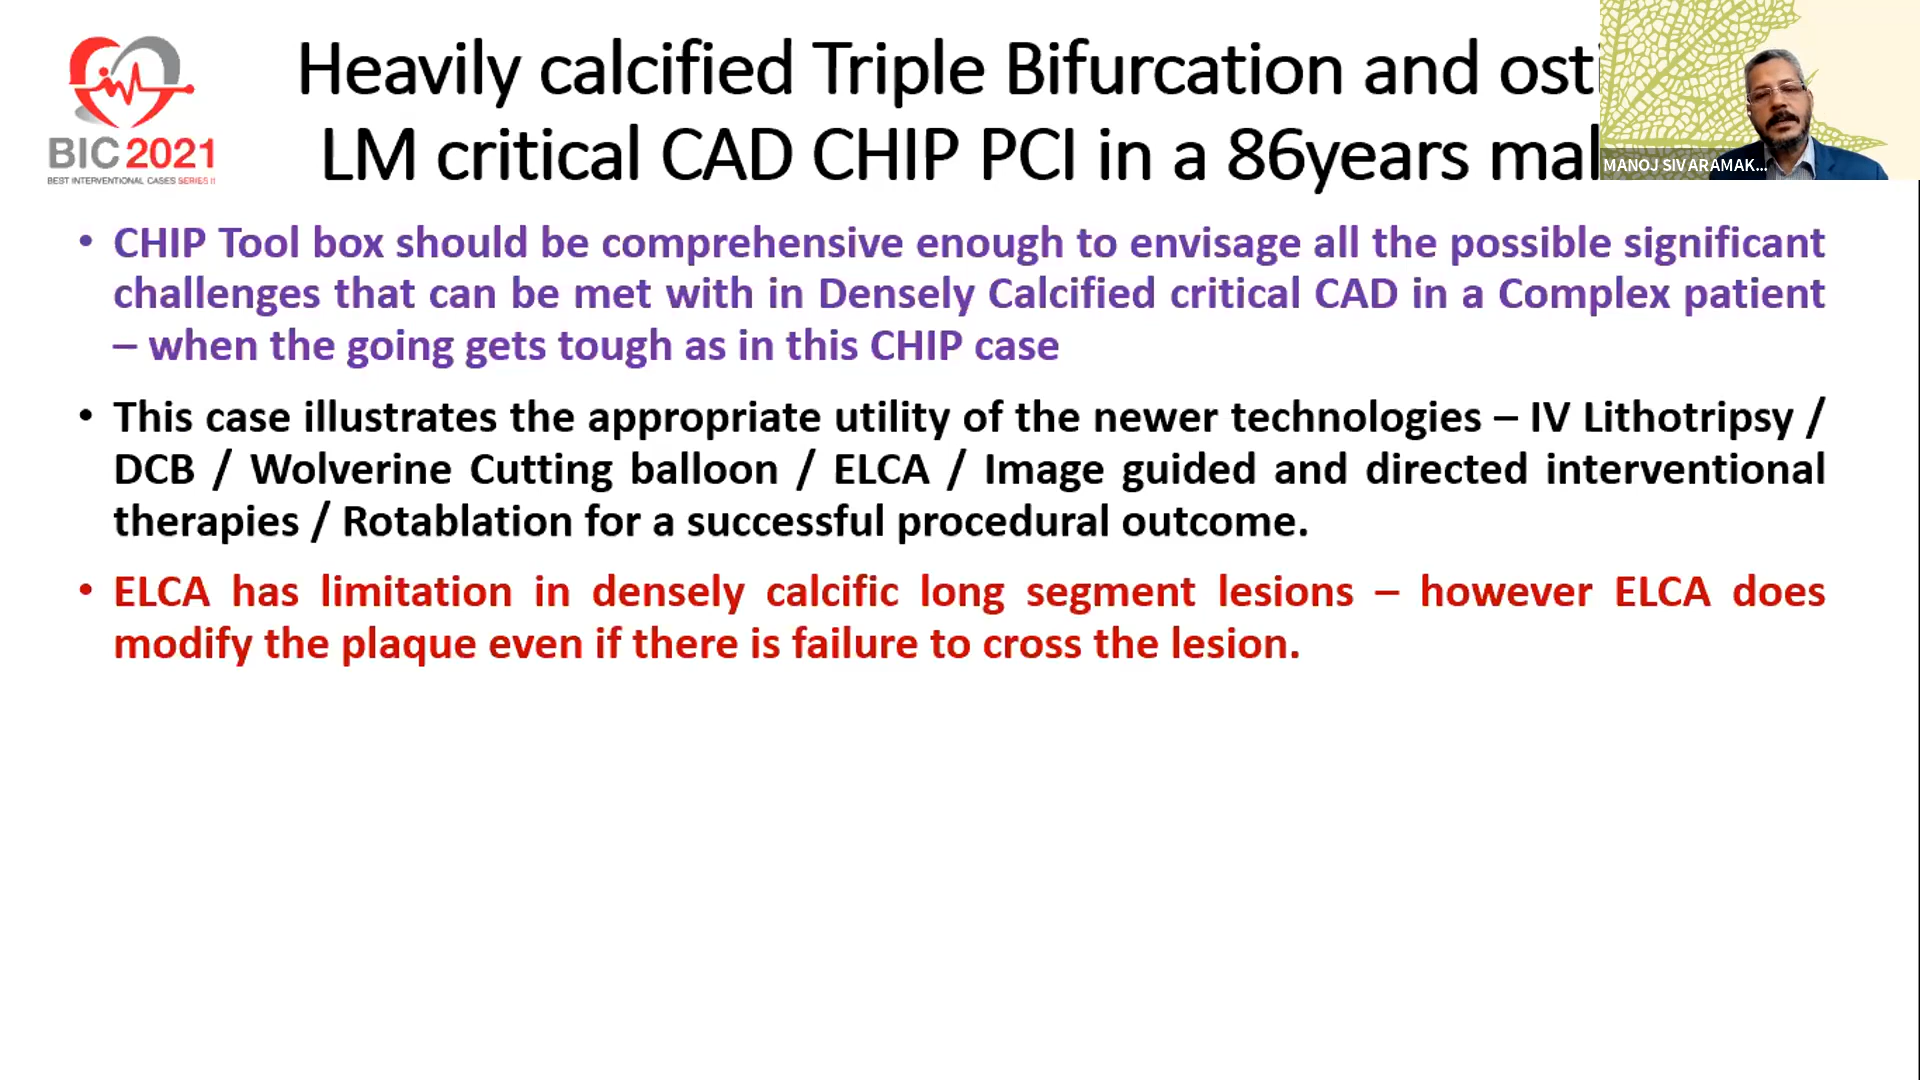 BIC 2021
BEST INTERVENTIONAL CASES SERIES II
Heavily calcified Triple Bifurcation and osti
LM critical CAD CHIP PCI in a 86years mal
MANOJ SIVARAMAK...
• CHIP Tool box should be comprehensive enough to envisage all the possible significant
challenges that can be met with in Densely Calcified critical CAD in a Complex patient
– when the going gets tough as in this CHIP case
• This case illustrates the appropriate utility of the newer technologies – IV Lithotripsy /
DCB / Wolverine Cutting balloon / ELCA / Image guided and directed interventional
therapies / Rotablation for a successful procedural outcome.
• ELCA has limitation in densely calcific long segment lesions – however ELCA does
modify the plaque even if there is failure to cross the lesion.